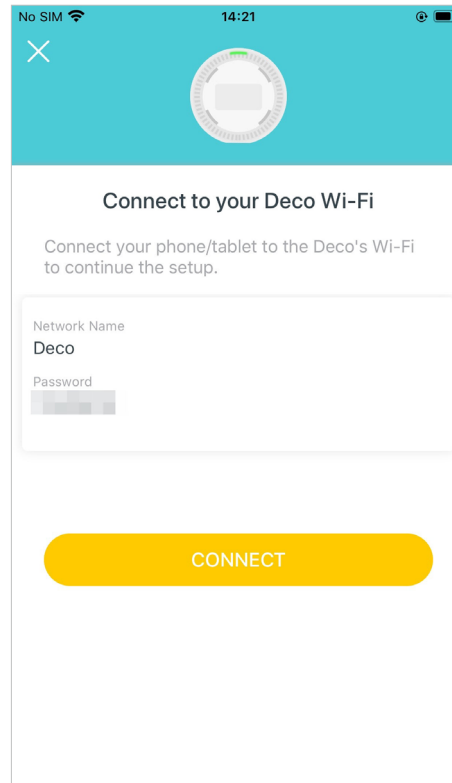 No SIM 14:21
Connect to your Deco Wi-Fi
Connect your phone/tablet to the Deco's Wi-Fi
to continue the setup.
Network Name
Deco
Password
CONNECT